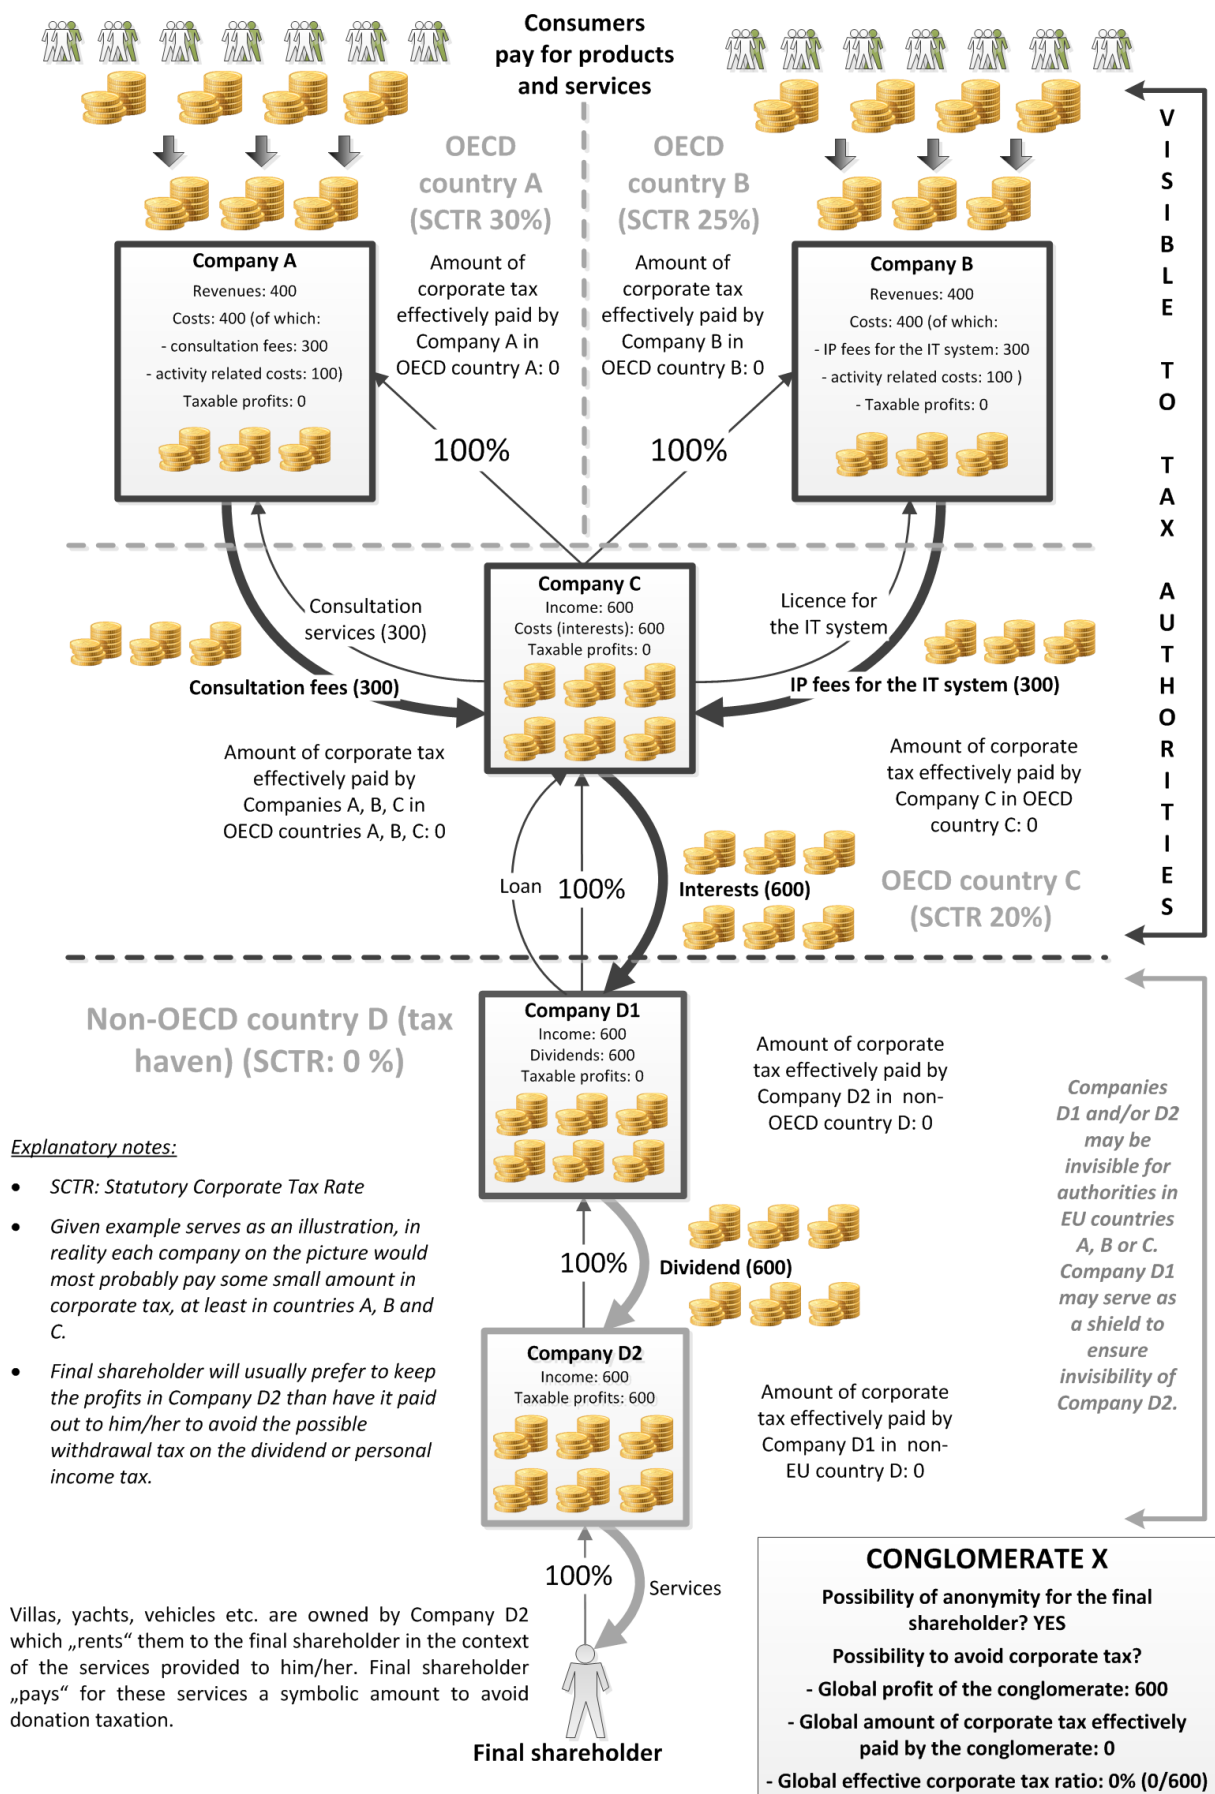 Consumers
pay for products
and services
OECD
country A
(SCTR 30%)
OECD
country B
(SCTR 25%)
Company A
Revenues: 400
Costs: 400 (of which:
- consultation fees: 300
- activity related costs: 100)
Taxable profits: 0
Amount of
corporate tax
effectively paid by
Company A in
OECD country A: 0
Amount of
corporate tax
effectively paid by
Company B in
OECD country B: 0
Company B
Revenues: 400
Costs: 400 (of which:
- IP fees for the IT system: 300
- activity related costs: 100 )
- Taxable profits: 0
100%
100%
VISIBLE TO TAX AUTHORITIES
Company C
Income: 600
Costs (interests): 600
Taxable profits: 0
Consultation
services (300)
Licence for
the IT system
Consultation fees (300)
IP fees for the IT system (300)
Amount of corporate tax
effectively paid by
Companies A, B, C in
OECD countries A, B, C: 0
Amount of corporate
tax effectively paid by
Company C in OECD
country C: 0
Loan
100%
Interests (600)
OECD country C
(SCTR 20%)
Non-OECD country D (tax
haven) (SCTR: 0 %)
Company D1
Income: 600
Dividends: 600
Taxable profits: 0
Amount of corporate
tax effectively paid by
Company D2 in  non-
OECD country D: 0
Companies
D1 and/or D2
may be
invisible for
authorities in
EU countries
A, B or C.
Company D1
may serve as
a shield to
ensure
invisibility of
Company D2.
Explanatory notes:
• SCTR: Statutory Corporate Tax Rate
• Given example serves as an illustration, in
reality each company on the picture would
most probably pay some small amount in
corporate tax, at least in countries A, B and
C.
• Final shareholder will usually prefer to keep
the profits in Company D2 than have it paid
out to him/her to avoid the possible
withdrawal tax on the dividend or personal
income tax.
100%
Dividend (600)
Company D2
Income: 600
Taxable profits: 600
Amount of corporate
tax effectively paid by
Company D1 in  non-
EU country D: 0
100%
Services
Villas, yachts, vehicles etc. are owned by Company D2
which „rents“ them to the final shareholder in the context
of the services provided to him/her. Final shareholder
„pays“ for these services a symbolic amount to avoid
donation taxation.
Final shareholder
CONGLOMERATE X
Possibility of anonymity for the final
shareholder? YES
Possibility to avoid corporate tax?
- Global profit of the conglomerate: 600
- Global amount of corporate tax effectively
paid by the conglomerate: 0
- Global effective corporate tax ratio: 0% (0/600)